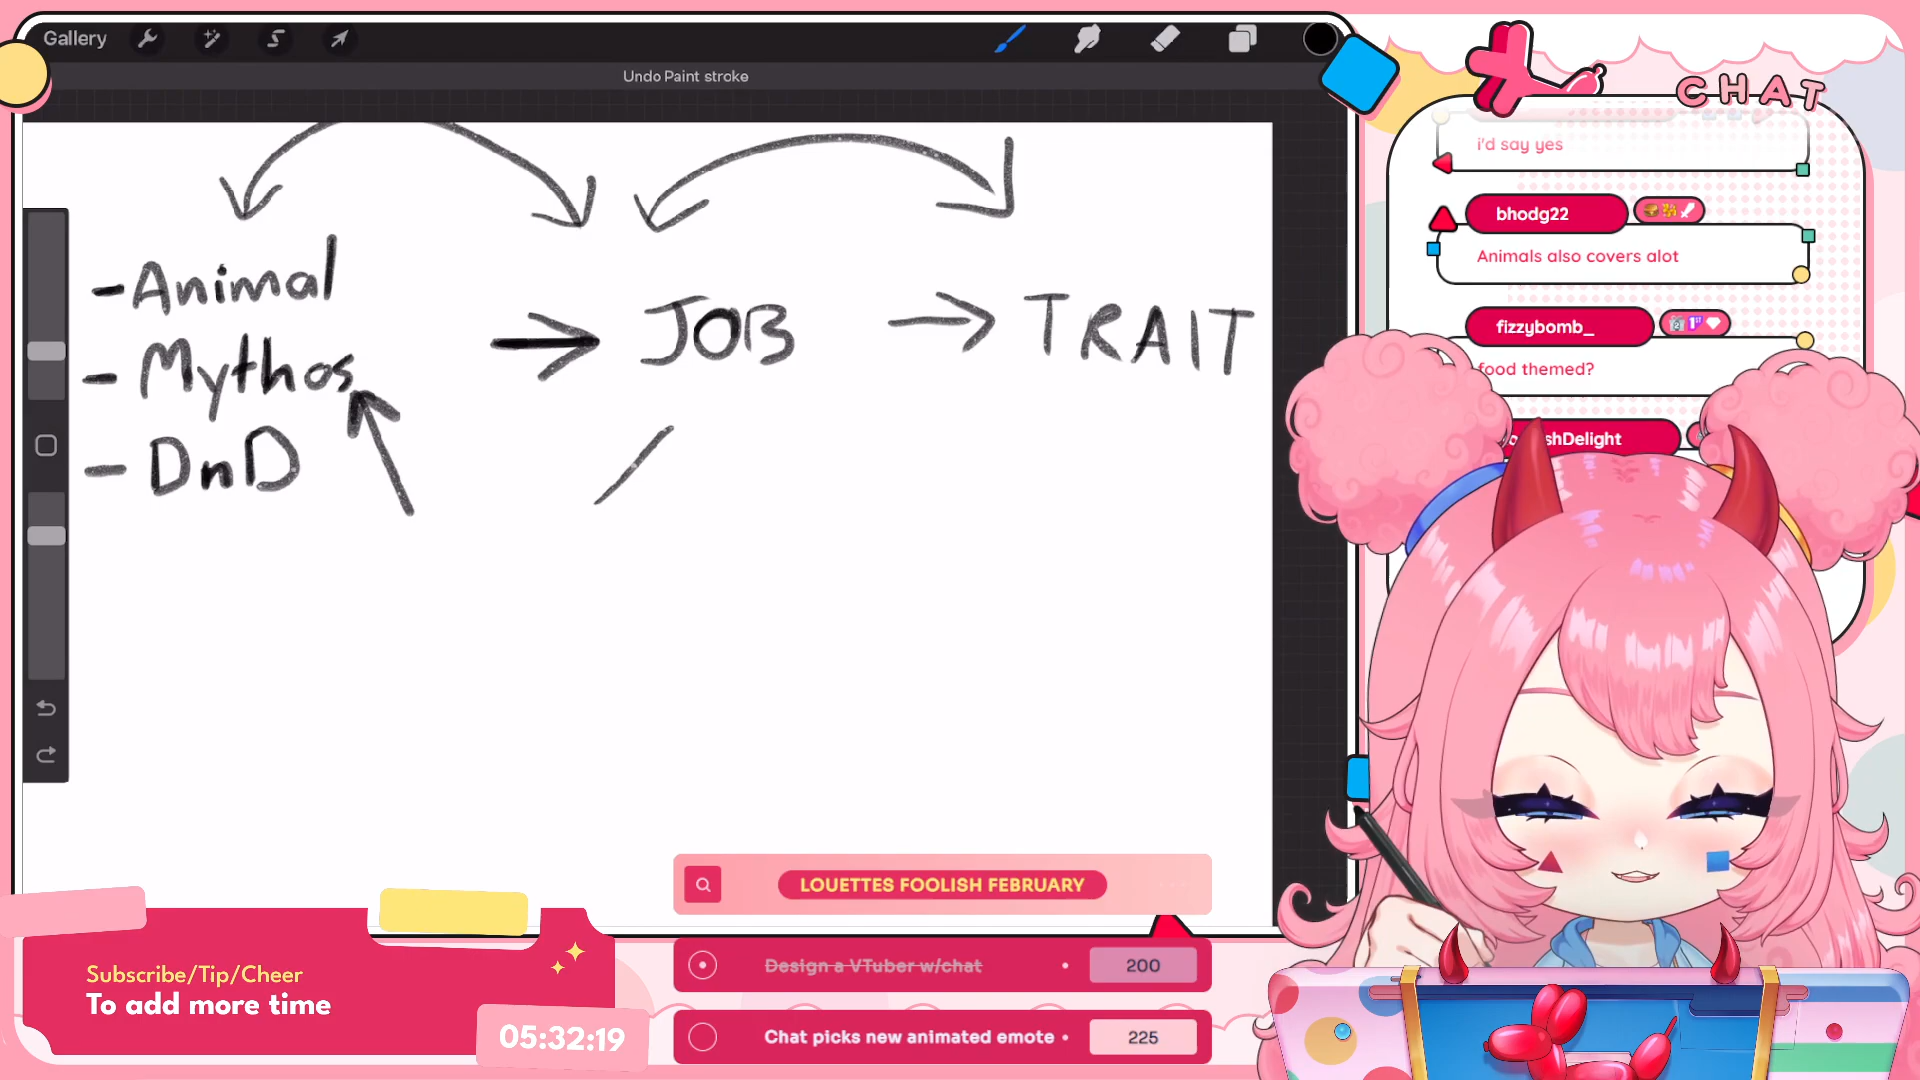 Gallery
Undo Paint stroke
-Animal
- Mythos
- DnD
→ JOB
→ TRAIT
CHAT
i'd say yes
bhodg22
Animals also covers alot
fizzybomb_
food themed?
shDelight
LOUETTES FOOLISH FEBRUARY
Design a VTuber w/chat • 200
Chat picks new animated emote • 225
Subscribe/Tip/Cheer
To add more time
05:32:19